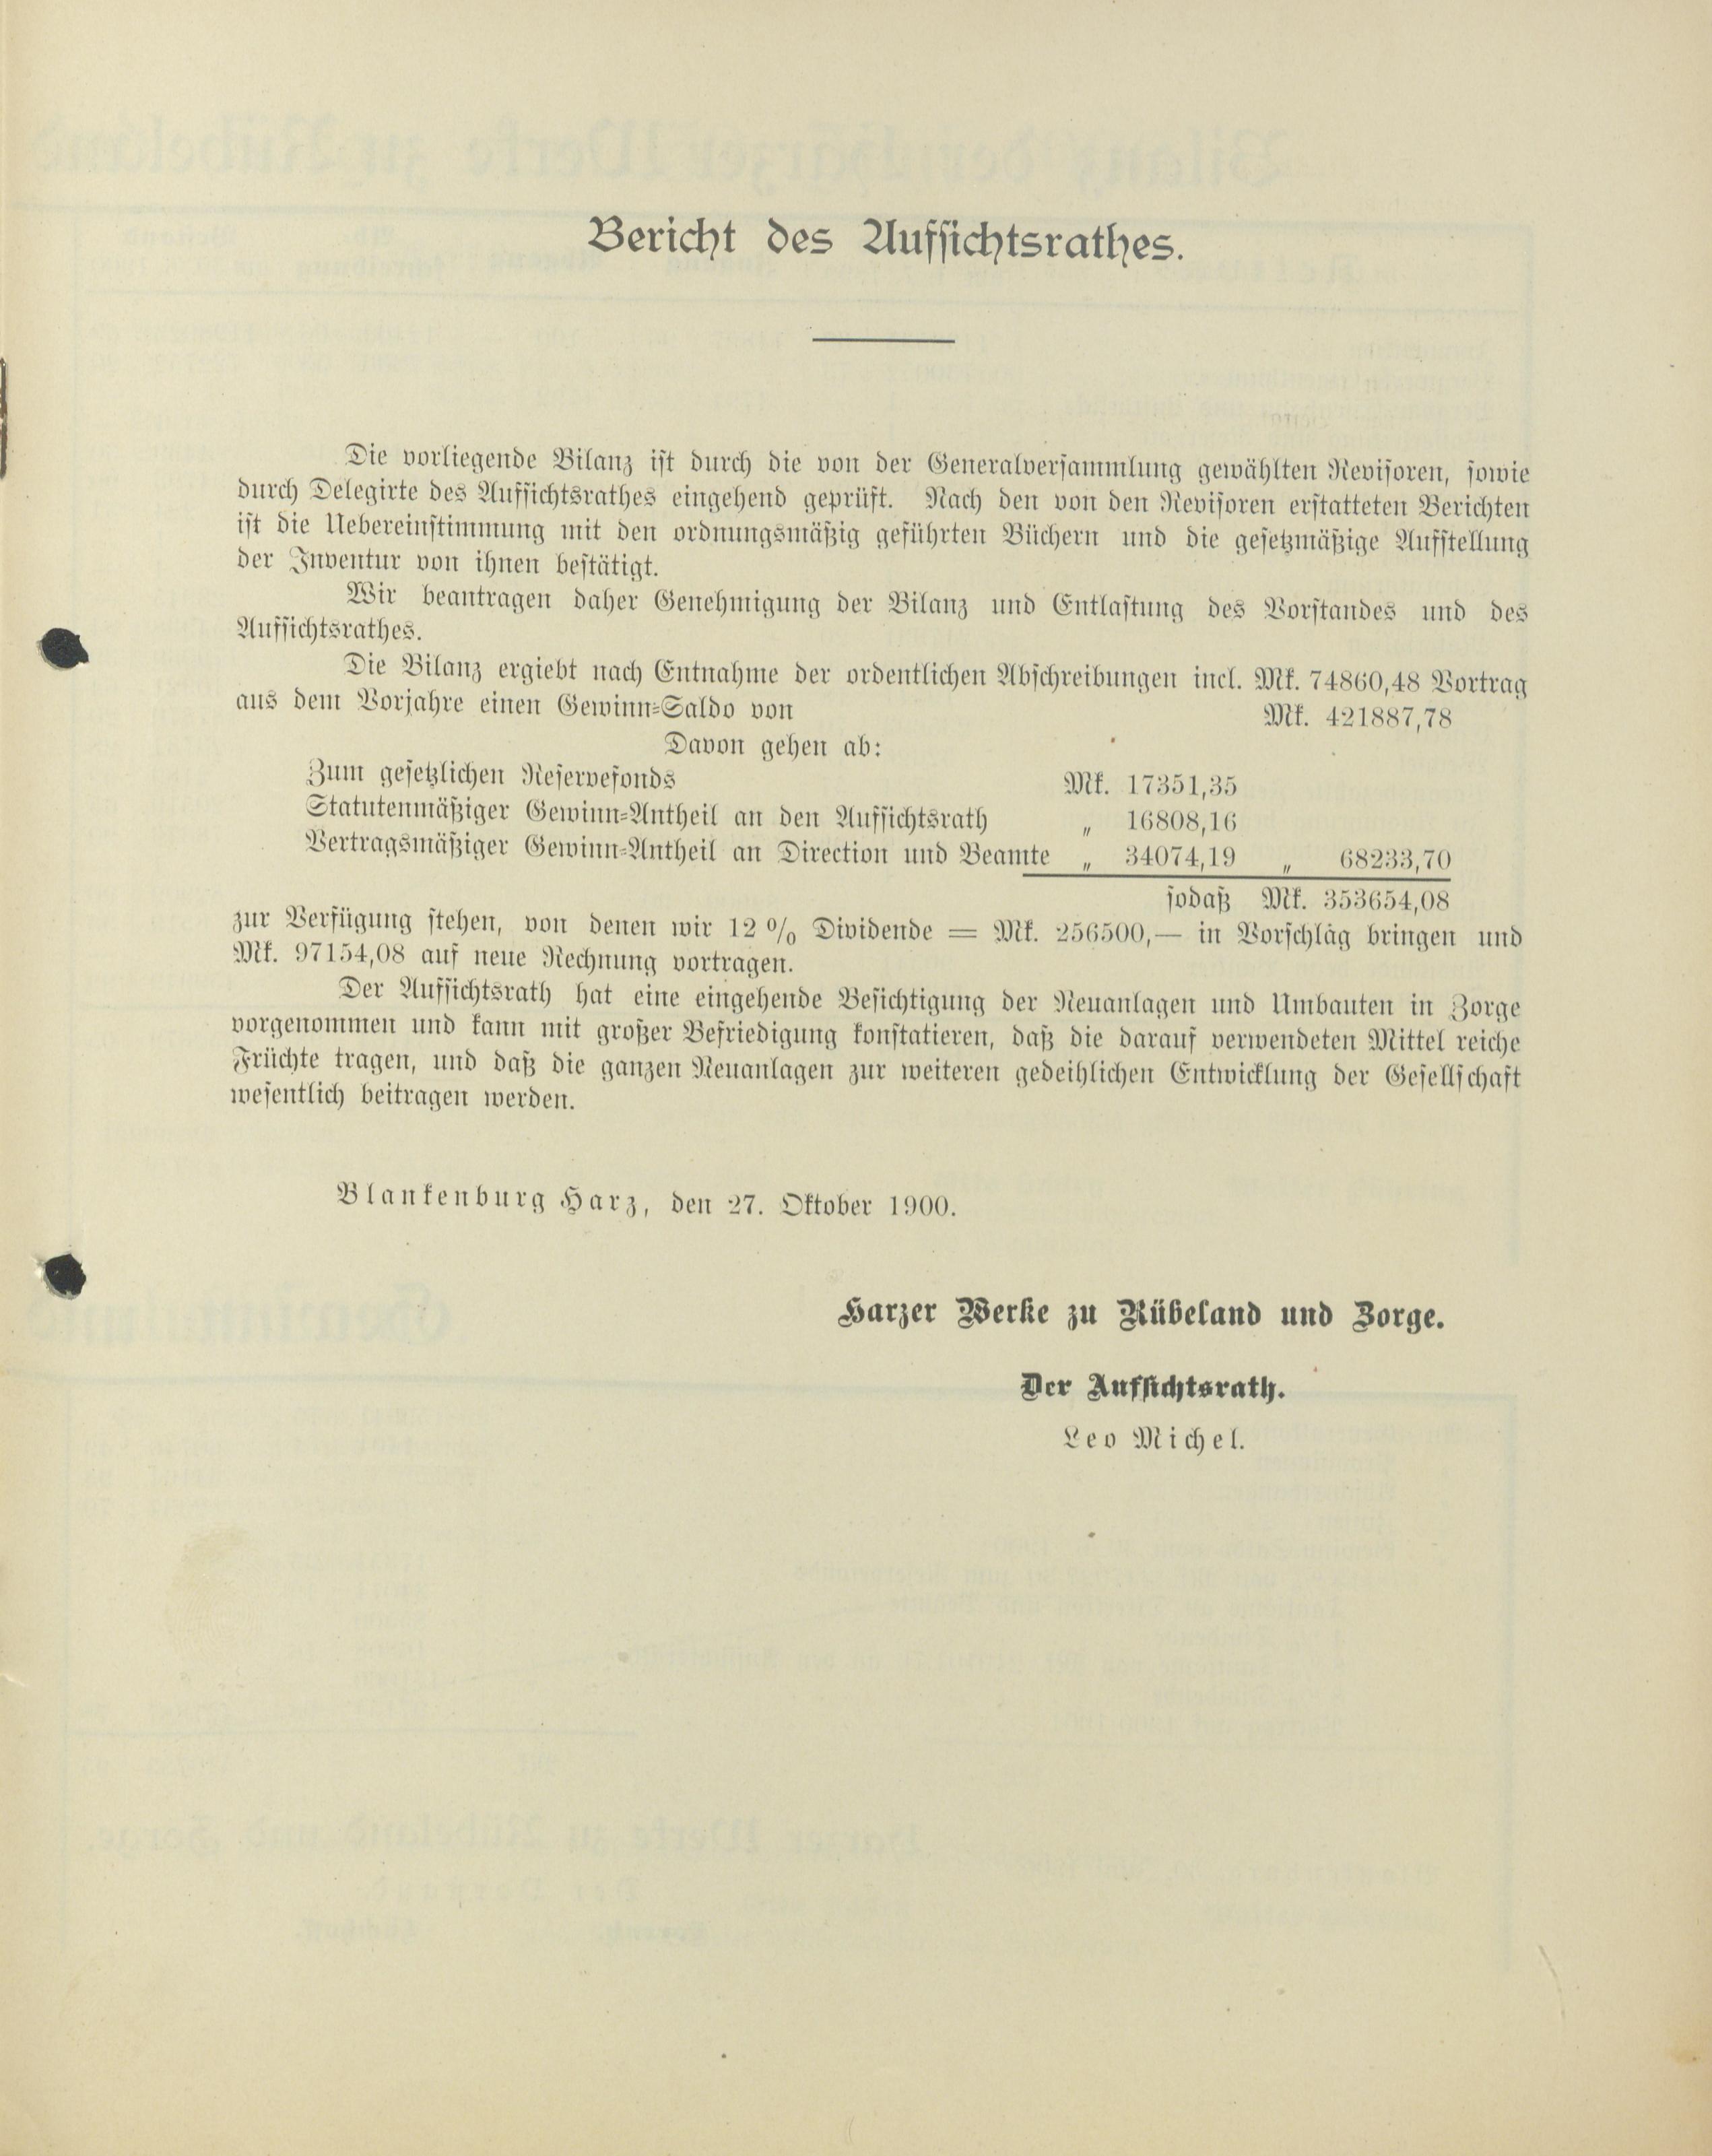 Bericht des Aufsichtsrathes.
Die vorliegende Bilanz ist durch die von der Generalversammlung gewählten Revisoren, sowie
durch Delegirte des Aufsichtsrathes eingehend geprüft. Nach den von den Revisoren erstatteten Berichten
ist die Uebereinstimmung mit den ordnungsmäßig geführten Büchern und die gesetzmäßige Aufstellung
der Inventur von ihnen bestätigt.
Wir beantragen daher Genehmigung der Bilanz und Entlastung des Vorstandes und des
Aufsichtsrathes.
Die Bilanz ergiebt nach Entnahme der ordentlichen Abschreibungen incl. Mk. 74860,48 Vortrag
aus dem Vorjahre einen Gewinn-Saldo von Mk. 421887,78
Davon gehen ab:
Zum gesetzlichen Reservefonds Mk. 17351,35
Statutenmäßiger Gewinn-Antheil an den Aufsichtsrath „ 16808,16
Vertragsmäßiger Gewinn-Antheil an Direction und Beamte „ 34074,19 „ 68233,70
sodaß Mk. 353654,08
zur Verfügung stehen, von denen wir 12 % Dividende = Mk. 256500,— in Vorschlag bringen und
Mk. 97154,08 auf neue Rechnung vortragen.
Der Aufsichtsrath hat eine eingehende Besichtigung der Neuanlagen und Umbauten in Zorge
vorgenommen und kann mit großer Befriedigung konstatieren, daß die darauf verwendeten Mittel reiche
Früchte tragen, und daß die ganzen Neuanlagen zur weiteren gedeihlichen Entwicklung der Gesellschaft
wesentlich beitragen werden.
Blankenburg Harz, den 27. Oktober 1900.
Harzer Werke zu Rübeland und Zorge.
Der Aufsichtsrath.
Leo Michel.